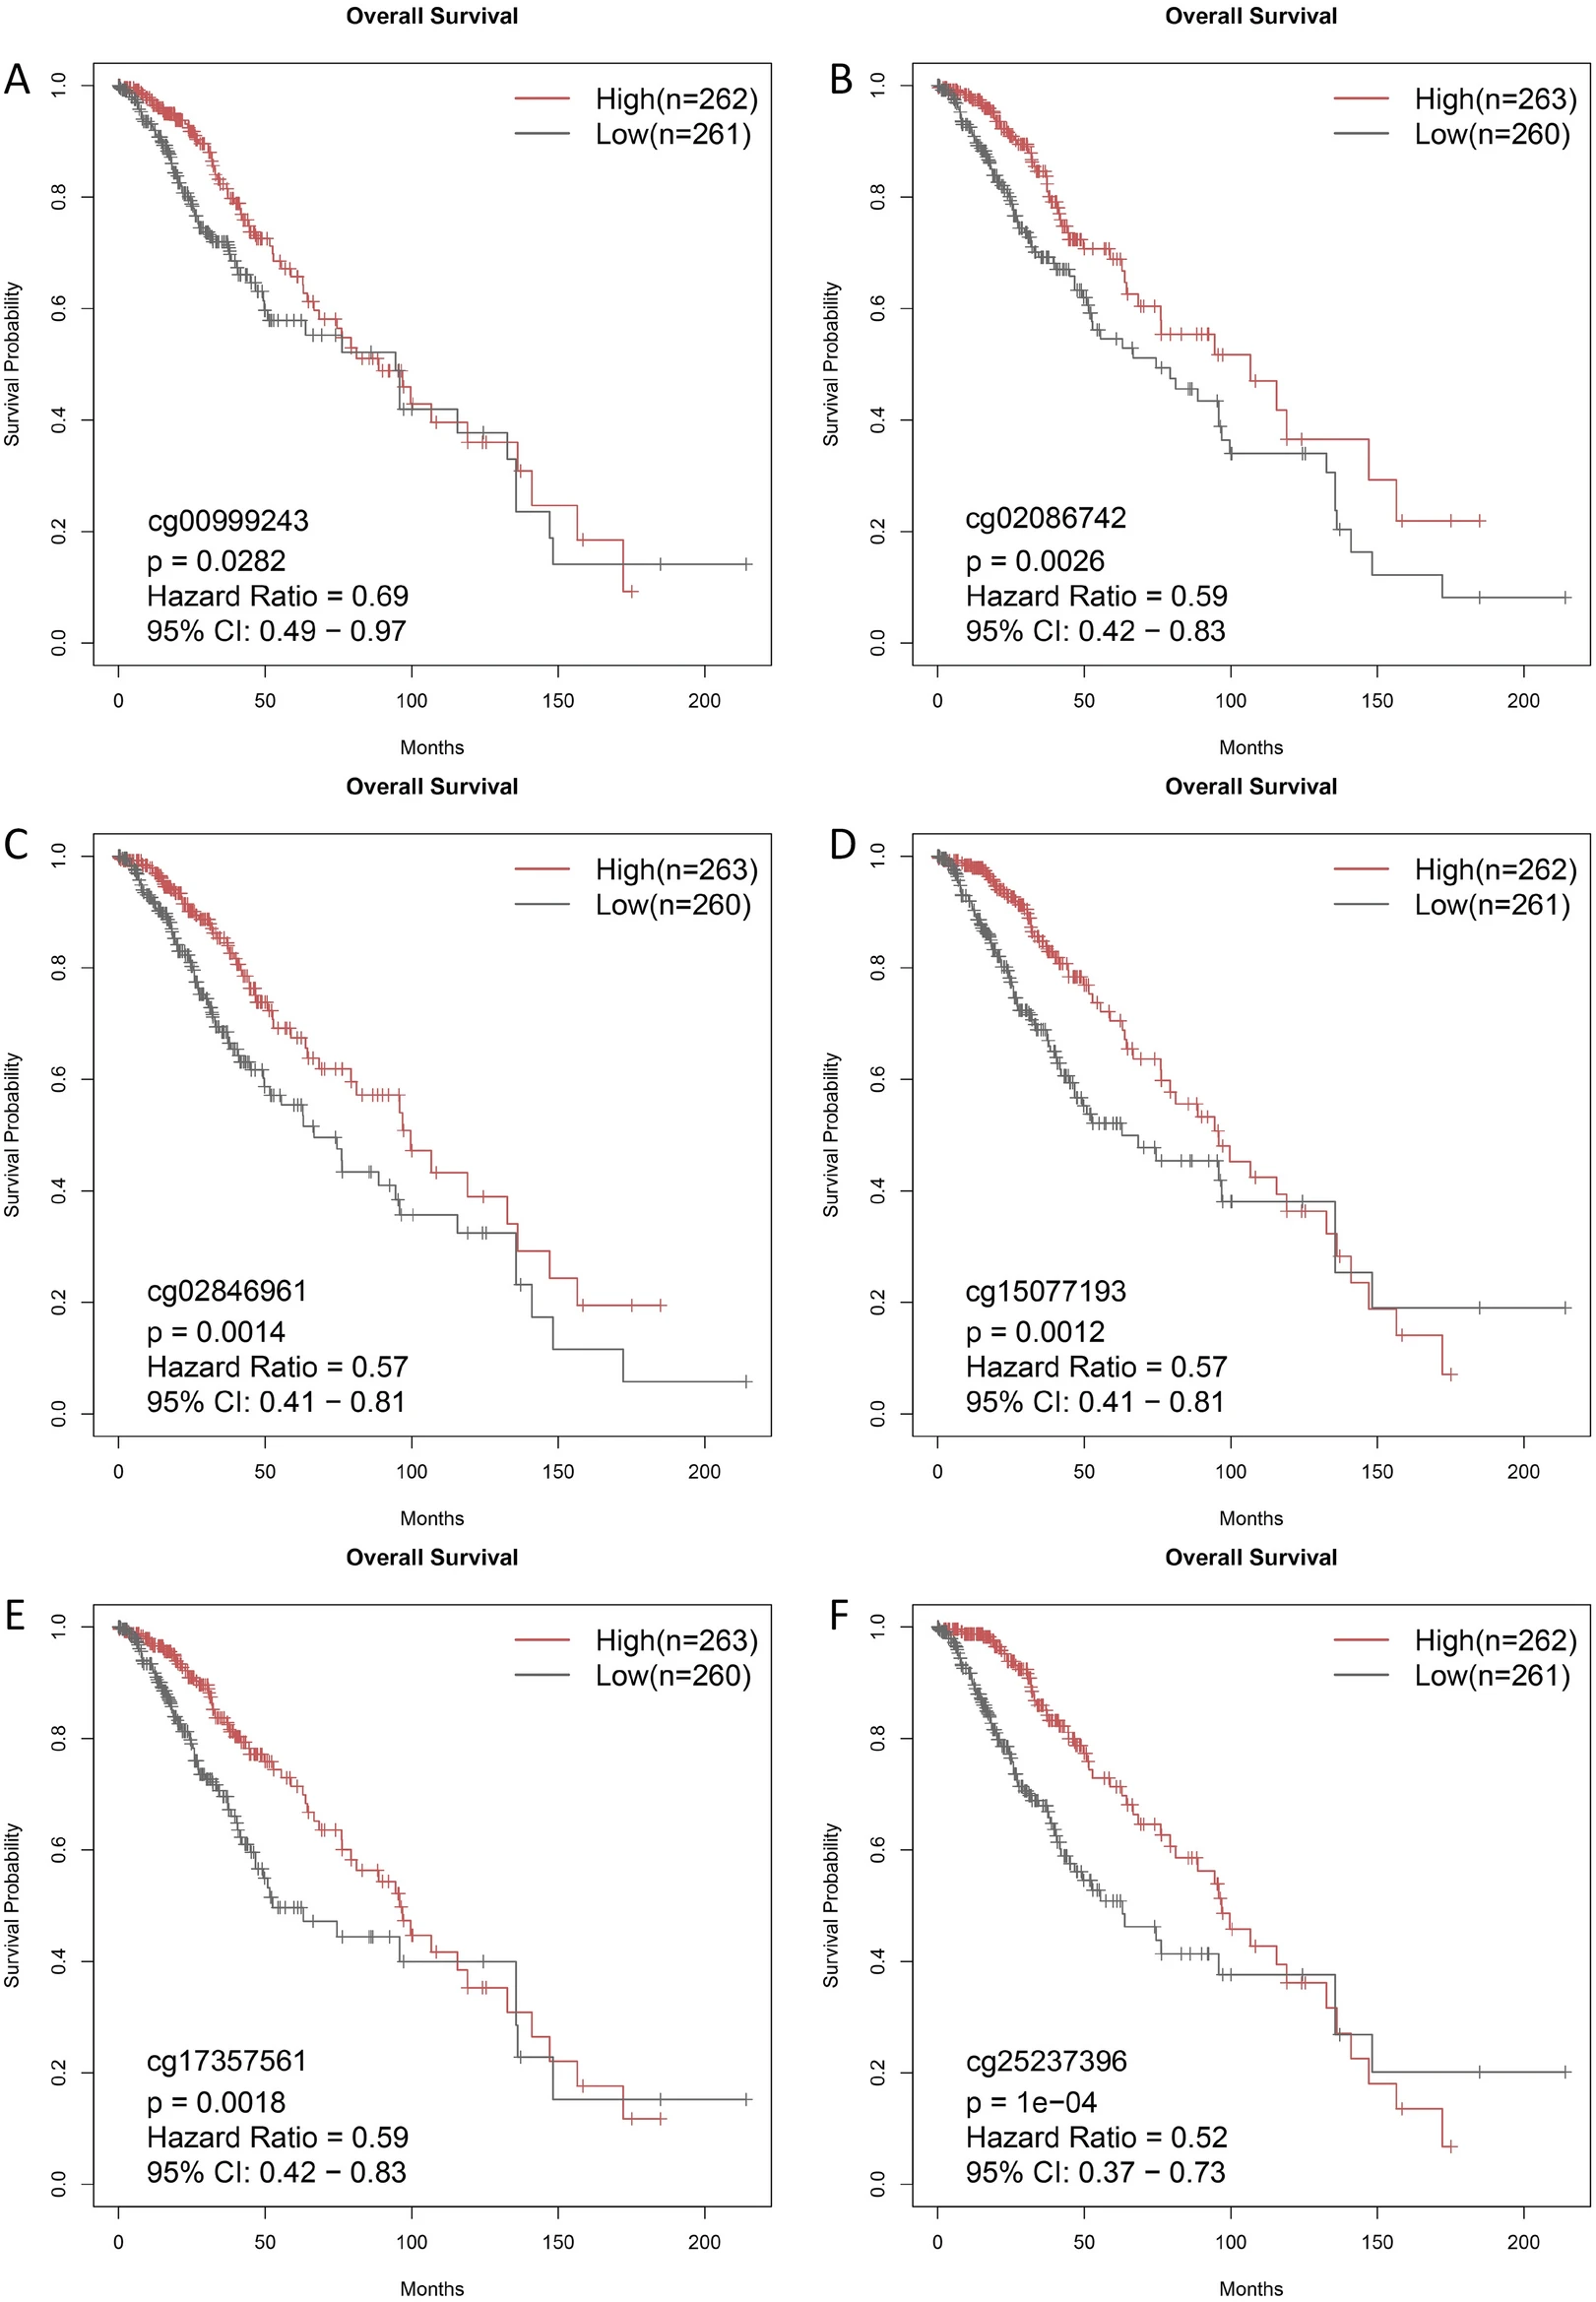 Overall Survival
A
High(n=262)
Low(n=261)
Survival Probability
1.0
0.8
0.6
0.4
0.2
0.0
cg00999243
p = 0.0282
Hazard Ratio = 0.69
95% CI: 0.49 − 0.97
0 50 100 150 200
Months
Overall Survival
B
High(n=263)
Low(n=260)
Survival Probability
1.0
0.8
0.6
0.4
0.2
0.0
cg02086742
p = 0.0026
Hazard Ratio = 0.59
95% CI: 0.42 − 0.83
0 50 100 150 200
Months
Overall Survival
C
High(n=263)
Low(n=260)
Survival Probability
1.0
0.8
0.6
0.4
0.2
0.0
cg02846961
p = 0.0014
Hazard Ratio = 0.57
95% CI: 0.41 − 0.81
0 50 100 150 200
Months
Overall Survival
D
High(n=262)
Low(n=261)
Survival Probability
1.0
0.8
0.6
0.4
0.2
0.0
cg15077193
p = 0.0012
Hazard Ratio = 0.57
95% CI: 0.41 − 0.81
0 50 100 150 200
Months
Overall Survival
E
High(n=263)
Low(n=260)
Survival Probability
1.0
0.8
0.6
0.4
0.2
0.0
cg17357561
p = 0.0018
Hazard Ratio = 0.59
95% CI: 0.42 − 0.83
0 50 100 150 200
Months
Overall Survival
F
High(n=262)
Low(n=261)
Survival Probability
1.0
0.8
0.6
0.4
0.2
0.0
cg25237396
p = 1e−04
Hazard Ratio = 0.52
95% CI: 0.37 − 0.73
0 50 100 150 200
Months